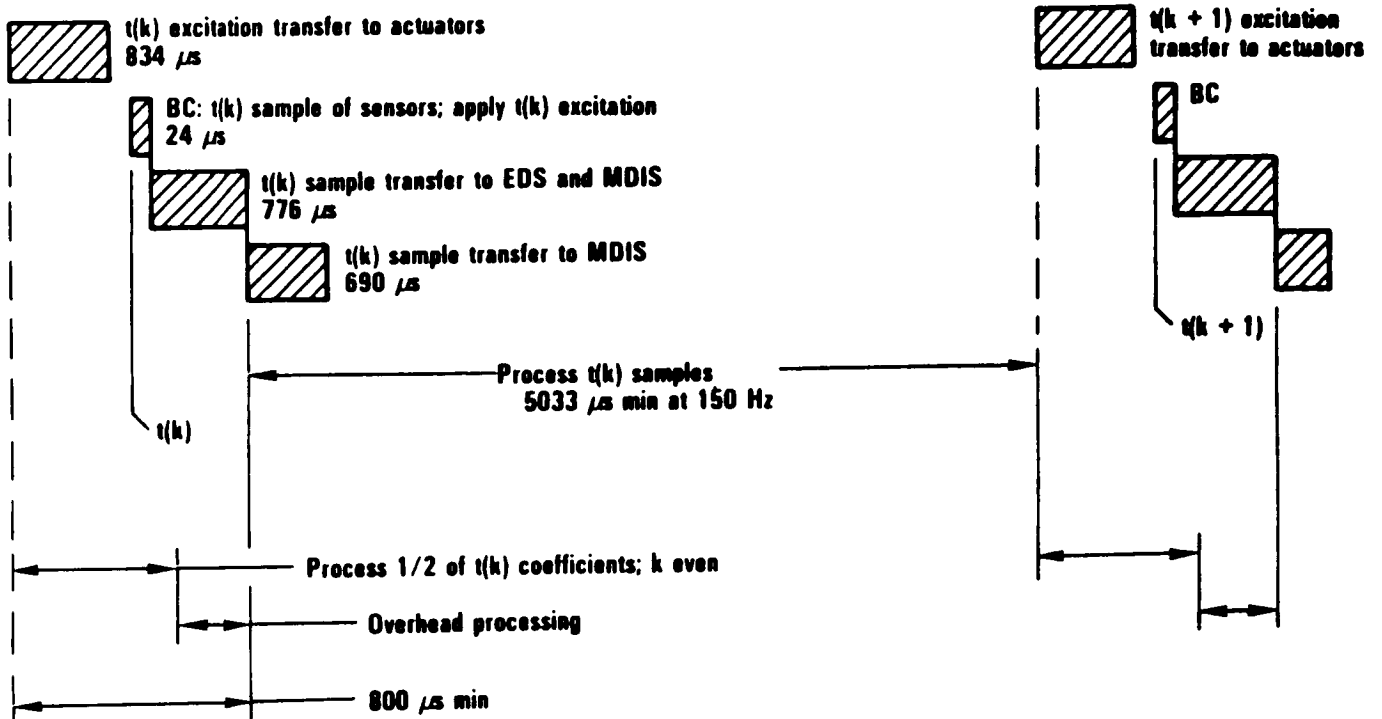 t(k) excitation transfer to actuators
834 μs
BC: t(k) sample of sensors; apply t(k) excitation
24 μs
t(k) sample transfer to EDS and MDIS
776 μs
t(k) sample transfer to MDIS
690 μs
t(k + 1) excitation
transfer to actuators
BC
t(k + 1)
Process t(k) samples
5033 μs min at 150 Hz
t(k)
Process 1/2 of t(k) coefficients; k even
Overhead processing
800 μs min